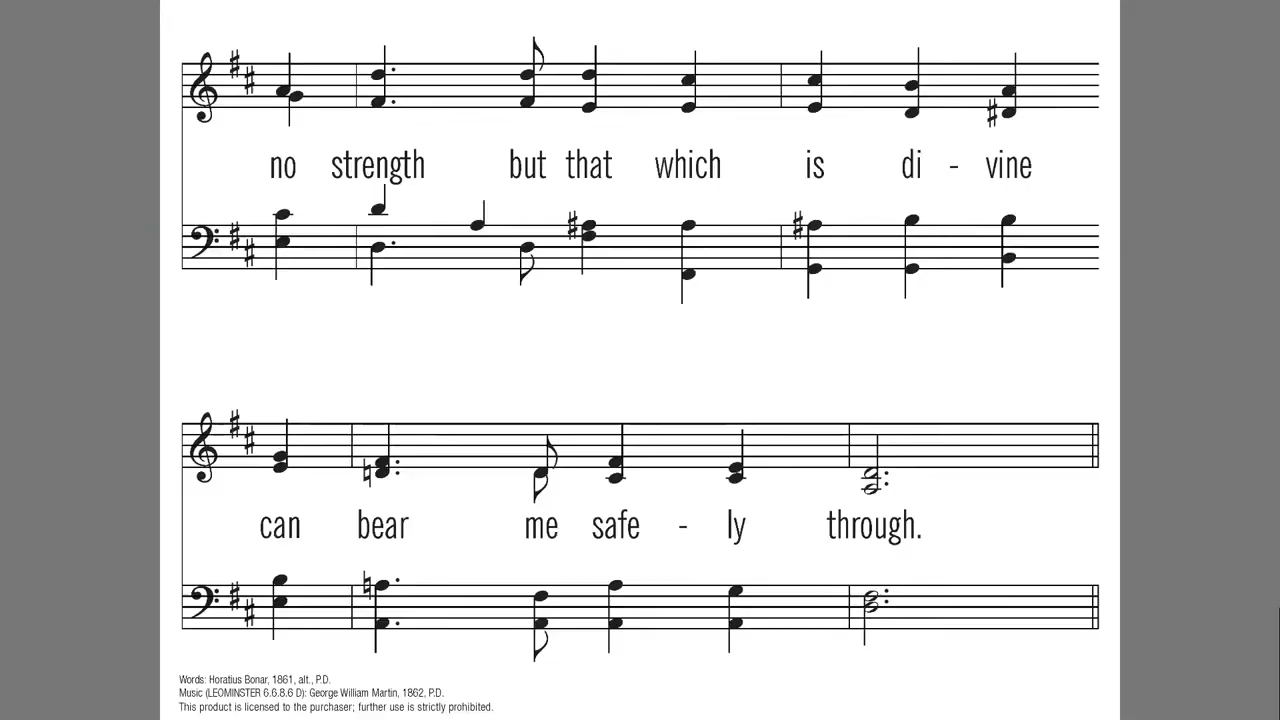 no strength but that which is di - vine
can bear me safe - ly through.
Words: Horatius Bonar, 1861, alt., P.D.
Music (LEOMINSTER 6.6.8.6 D): George William Martin, 1862, P.D.
This product is licensed to the purchaser; further use is strictly prohibited.